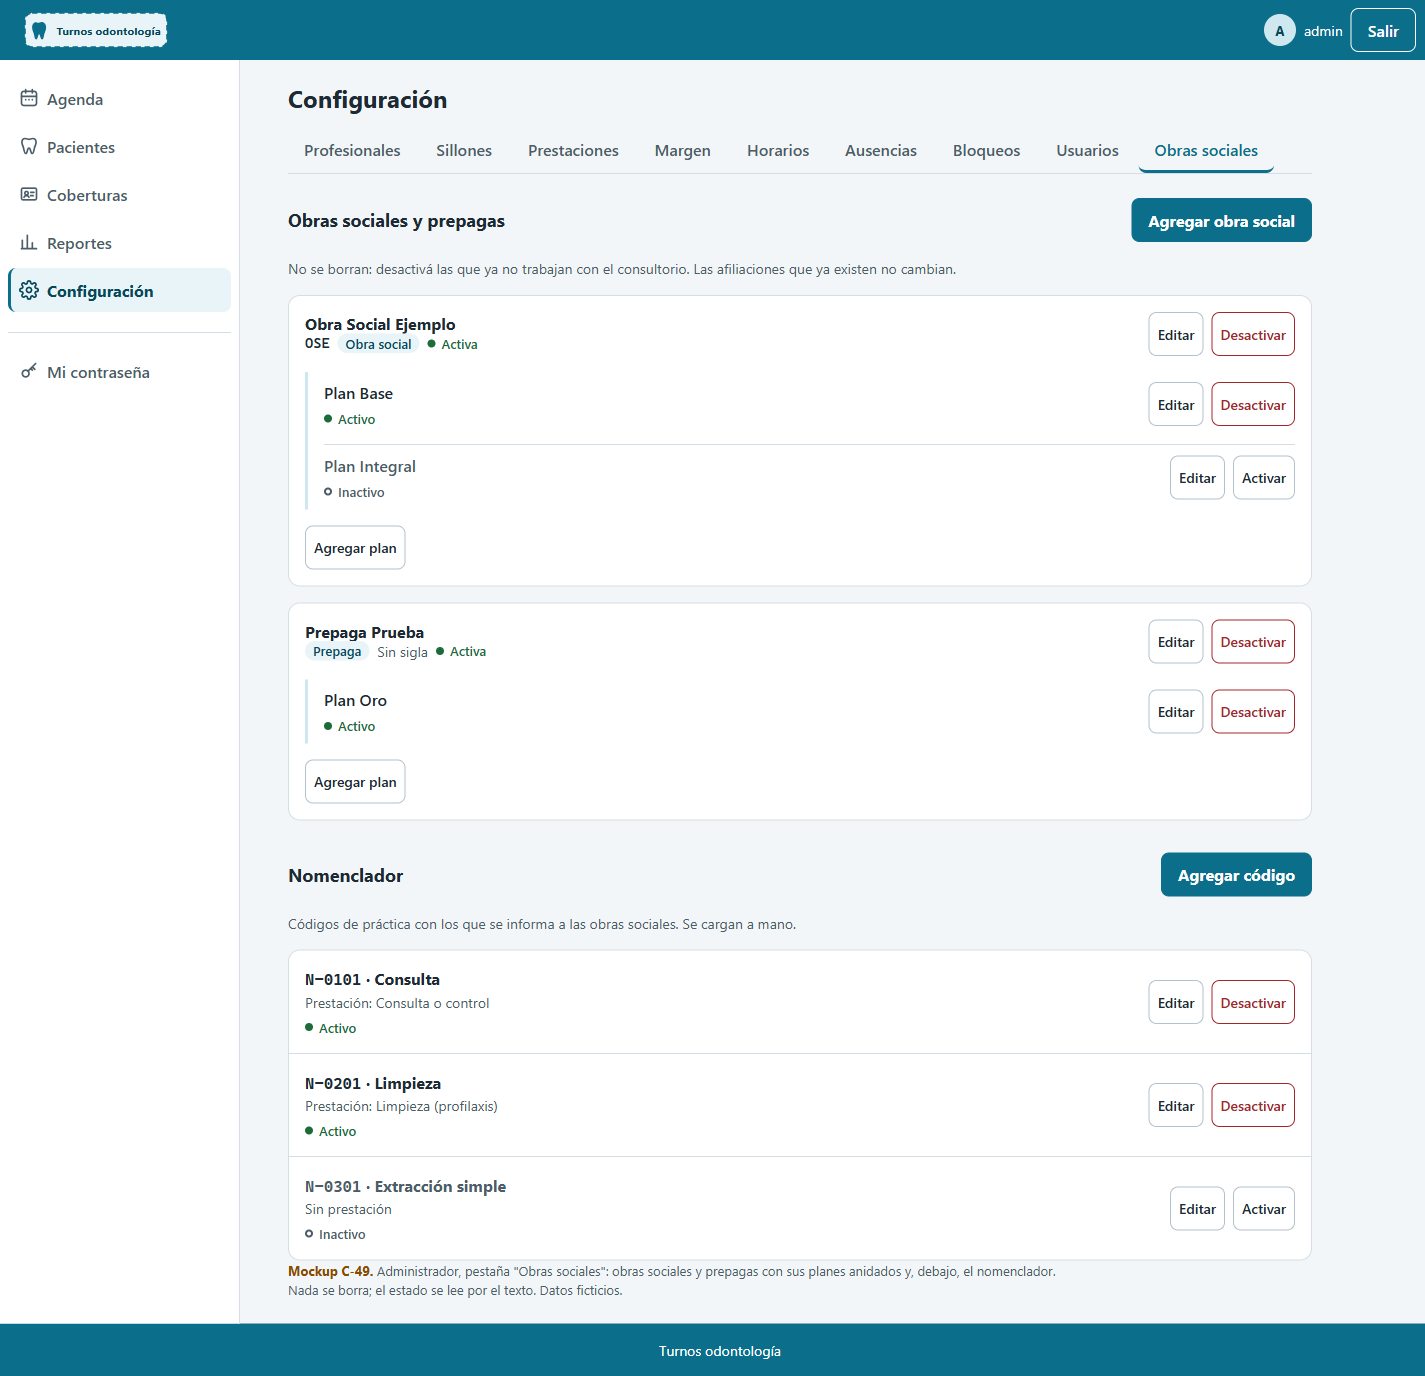 Turnos odontología
A
admin
Salir
Agenda
Pacientes
Coberturas
Reportes
Configuración
Mi contraseña
Configuración
Profesionales
Sillones
Prestaciones
Margen
Horarios
Ausencias
Bloqueos
Usuarios
Obras sociales
Obras sociales y prepagas
Agregar obra social
No se borran: desactivá las que ya no trabajan con el consultorio. Las afiliaciones que ya existen no cambian.
Obra Social Ejemplo
OSE Obra social Activa
Editar
Desactivar
Plan Base
Activo
Editar
Desactivar
Plan Integral
Inactivo
Editar
Activar
Agregar plan
Prepaga Prueba
Prepaga Sin sigla Activa
Editar
Desactivar
Plan Oro
Activo
Editar
Desactivar
Agregar plan
Nomenclador
Agregar código
Códigos de práctica con los que se informa a las obras sociales. Se cargan a mano.
N-0101 · Consulta
Prestación: Consulta o control
Activo
Editar
Desactivar
N-0201 · Limpieza
Prestación: Limpieza (profilaxis)
Activo
Editar
Desactivar
N-0301 · Extracción simple
Sin prestación
Inactivo
Editar
Activar
Mockup C-49. Administrador, pestaña "Obras sociales": obras sociales y prepagas con sus planes anidados y, debajo, el nomenclador.
Nada se borra; el estado se lee por el texto. Datos ficticios.
Turnos odontología